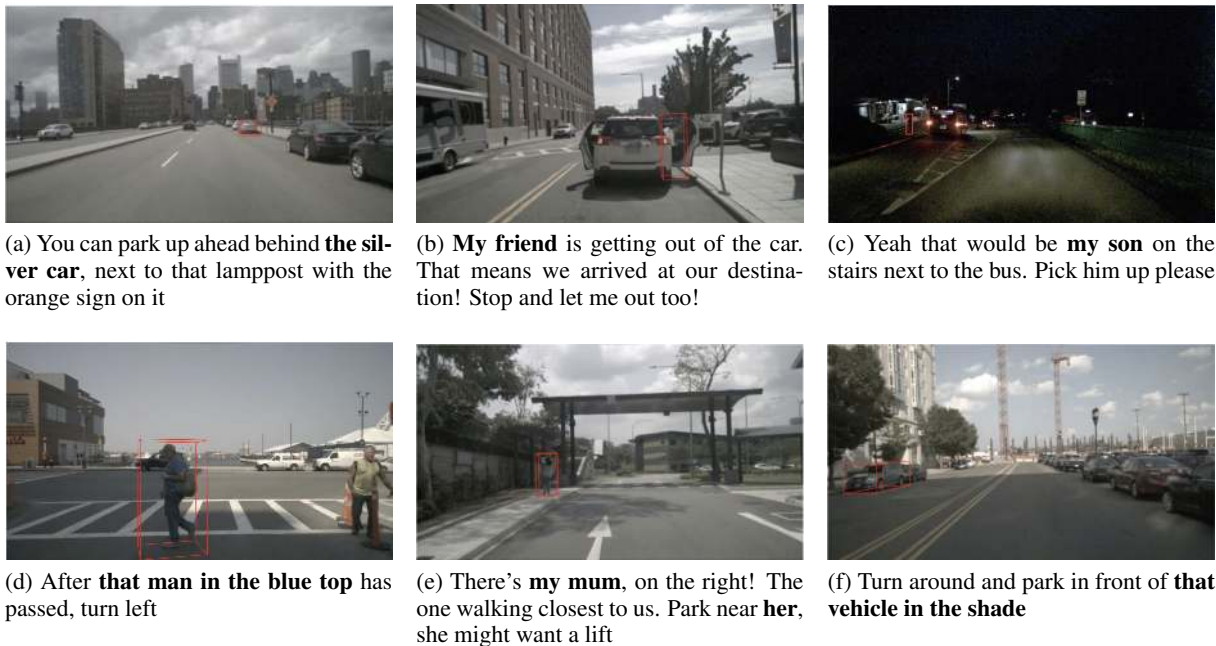 (a) You can park up ahead behind the sil-
ver car, next to that lamppost with the
orange sign on it
(b) My friend is getting out of the car.
That means we arrived at our destina-
tion! Stop and let me out too!
(c) Yeah that would be my son on the
stairs next to the bus. Pick him up please
(d) After that man in the blue top has
passed, turn left
(e) There's my mum, on the right! The
one walking closest to us. Park near her,
she might want a lift
(f) Turn around and park in front of that
vehicle in the shade